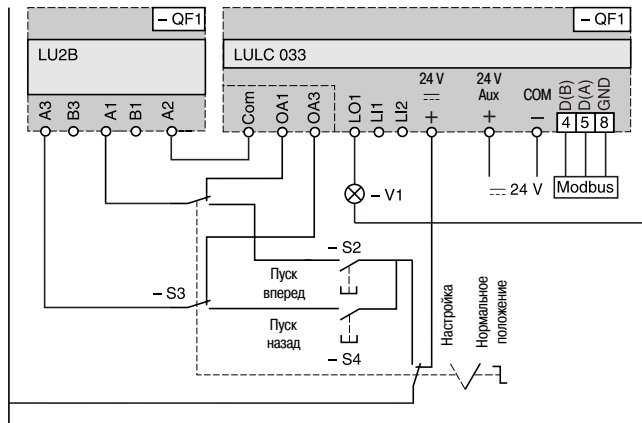 – QF1
– QF1
LU2B
LULC 033
A3
B3
A1
B1
A2
Com
OA1
OA3
LO1
LI1
LI2
24 V
+
24 V
Aux
+
COM
–
D(B)
D(A)
GND
4
5
8
24 V
Modbus
– V1
– S2
Пуск
вперед
– S3
Пуск
назад
– S4
Настройка
Нормальное
положение